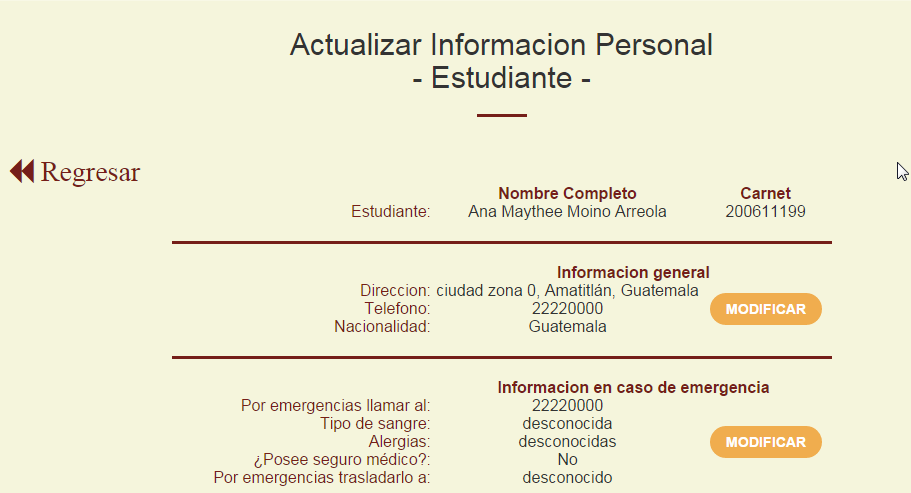 Actualizar Informacion Personal
- Estudiante -
Regresar
Nombre Completo Carnet
Estudiante: Ana Maythee Moino Arreola 200611199
Informacion general
Direccion: ciudad zona 0, Amatitlán, Guatemala
Telefono: 22220000
MODIFICAR
Nacionalidad: Guatemala
Informacion en caso de emergencia
Por emergencias llamar al: 22220000
Tipo de sangre: desconocida
Alergias: desconocidas
MODIFICAR
¿Posee seguro médico?: No
Por emergencias trasladarlo a: desconocido